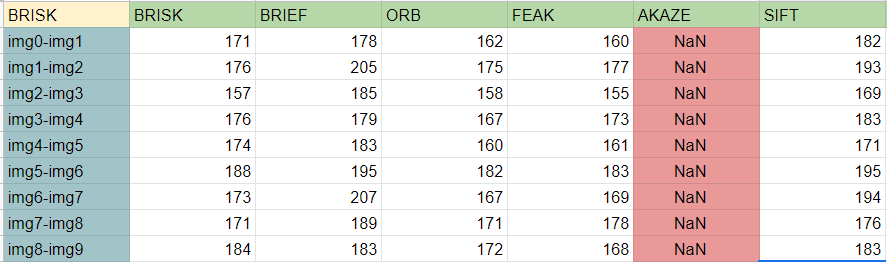 BRISK BRISK BRIEF ORB FEAK AKAZE SIFT
img0-img1 171 178 162 160 NaN 182
img1-img2 176 205 175 177 NaN 193
img2-img3 157 185 158 155 NaN 169
img3-img4 176 179 167 173 NaN 183
img4-img5 174 183 160 161 NaN 171
img5-img6 188 195 182 183 NaN 195
img6-img7 173 207 167 169 NaN 194
img7-img8 171 189 171 178 NaN 176
img8-img9 184 183 172 168 NaN 183